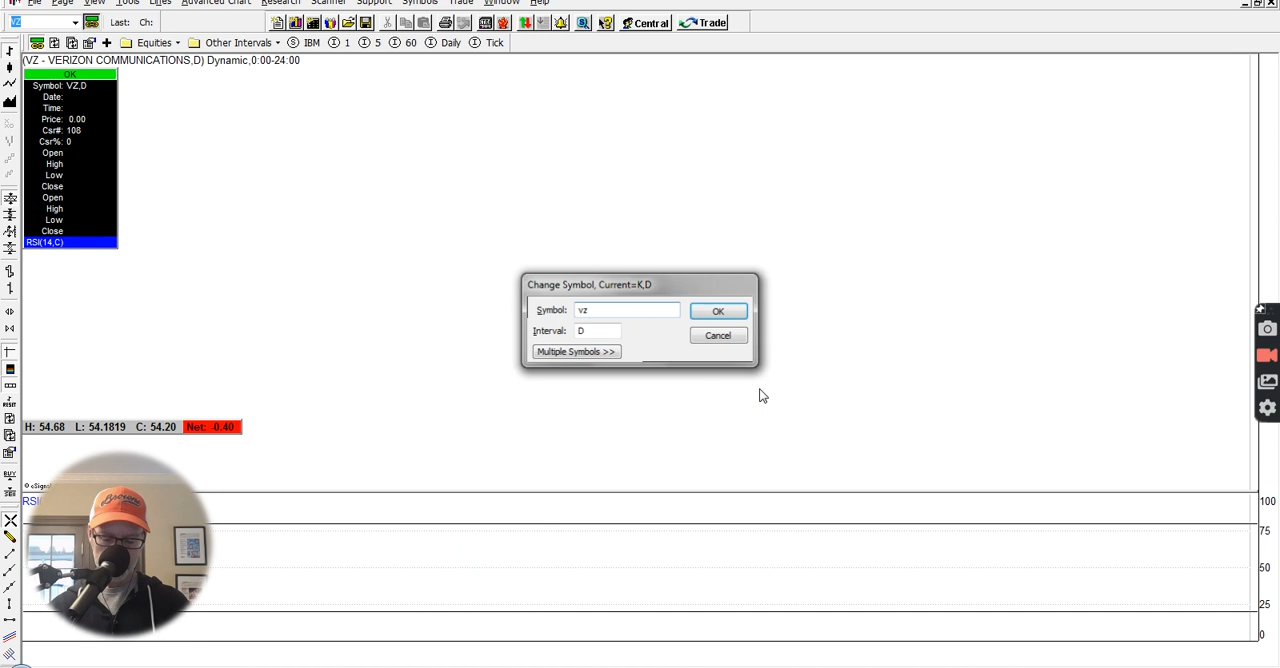 File Page View Tools Lines Advanced Chart Research Scanner Support Symbols Trade Window Help
VZ Last: Ch: Central Trade
Equities Other Intervals S IBM I 1 I 5 I 60 I Daily I Tick
(VZ - VERIZON COMMUNICATIONS,D) Dynamic,0:00-24:00
OK
Symbol: VZ,D
Date:
Time:
Price: 0.00
Csr#: 108
Csr%: 0
Open
High
Low
Close
Open
High
Low
Close
RSI(14,C)
Change Symbol, Current=K,D
Symbol: vz OK
Interval: D Cancel
Multiple Symbols >>
RESET
H: 54.68 L: 54.1819 C: 54.20 Net: -0.40
BUY
© eSignal
RSI
100
75
50
25
0